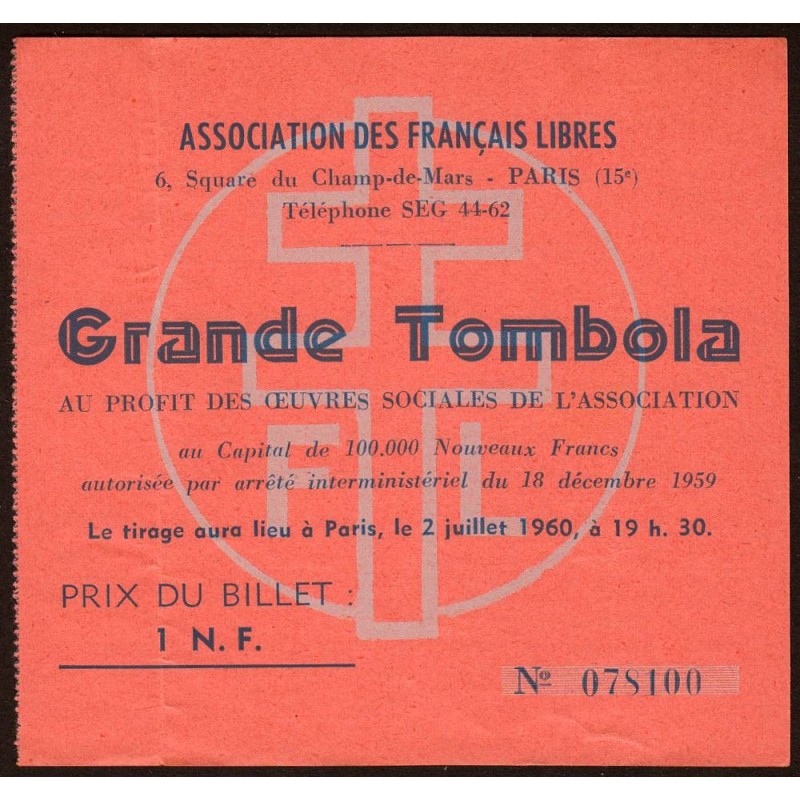 ASSOCIATION DES FRANÇAIS LIBRES
6, Square du Champ-de-Mars - PARIS (15e)
Téléphone SEG 44-62
Grande Tombola
AU PROFIT DES ŒUVRES SOCIALES DE L'ASSOCIATION
au Capital de 100.000 Nouveaux Francs
autorisée par arrêté interministériel du 18 décembre 1959
F L
Le tirage aura lieu à Paris, le 2 juillet 1960, à 19 h. 30.
PRIX DU BILLET :
1 N. F.
Nº 078100